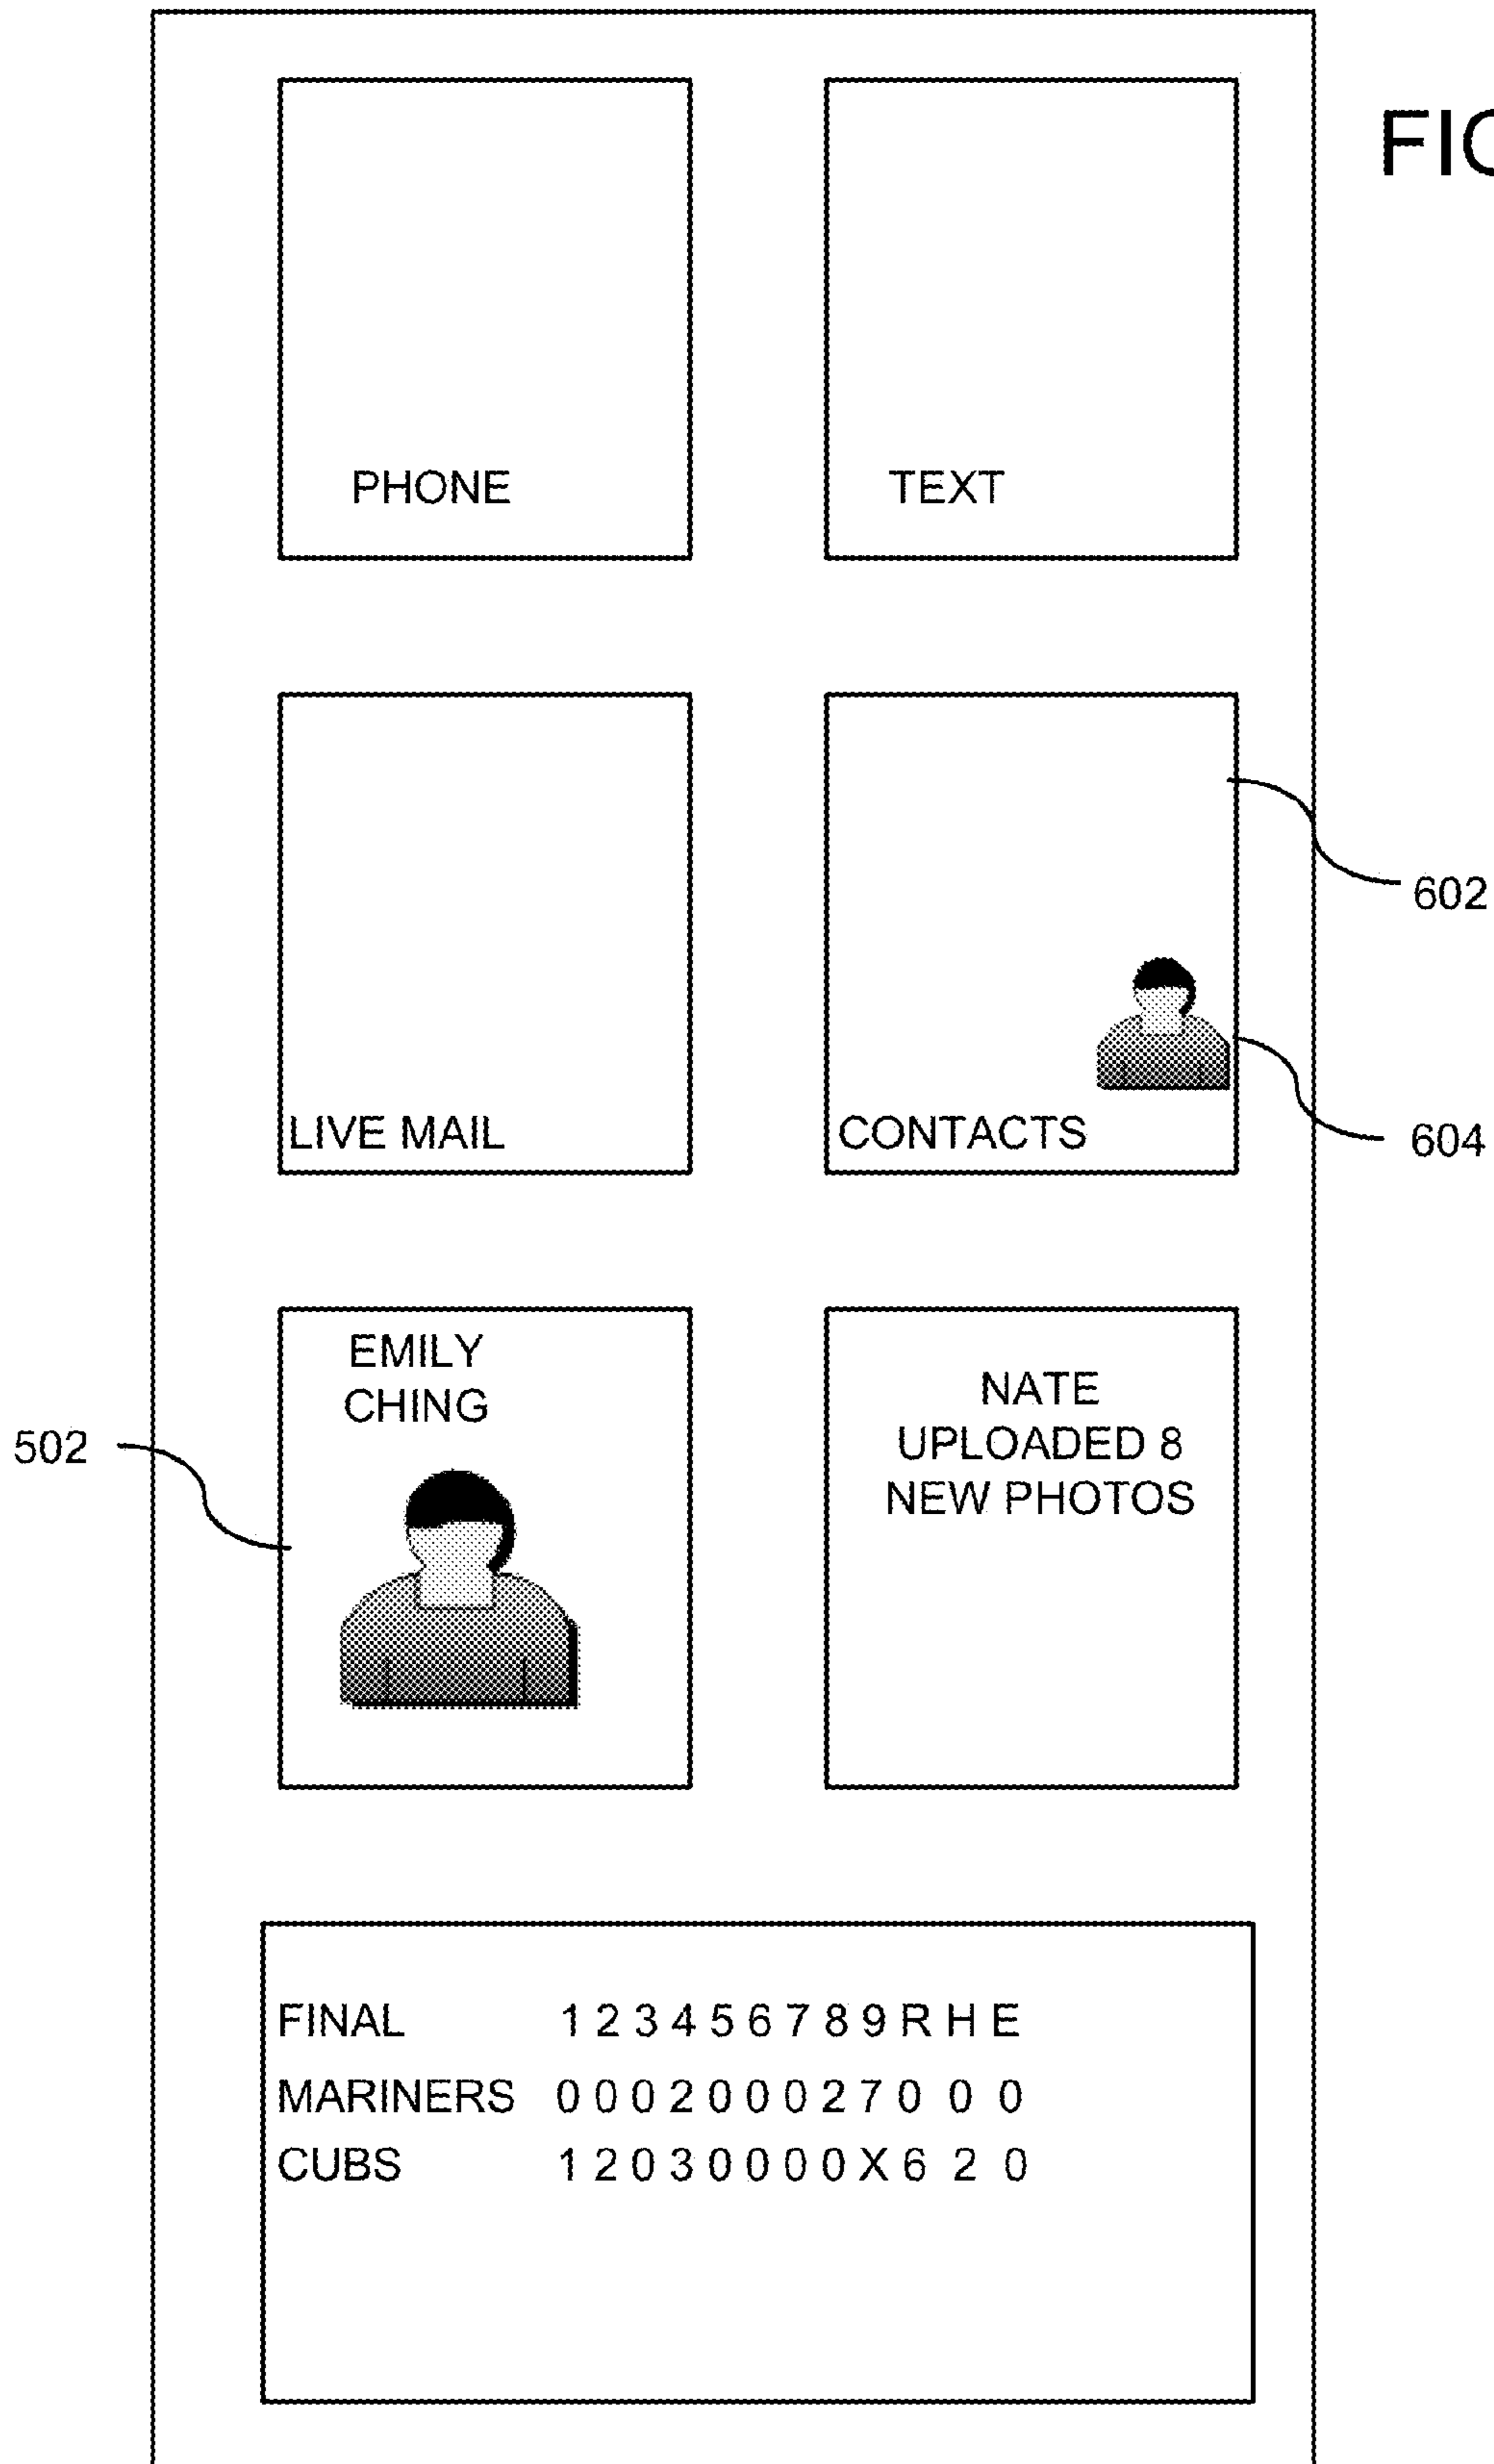 FIG
PHONE
TEXT
602
604
LIVE MAIL
CONTACTS
502
EMILY
CHING
NATE
UPLOADED 8
NEW PHOTOS
FINAL 1 2 3 4 5 6 7 8 9 R H E
MARINERS 0 0 0 2 0 0 0 2 7 0 0 0
CUBS 1 2 0 3 0 0 0 0 X 6 2 0